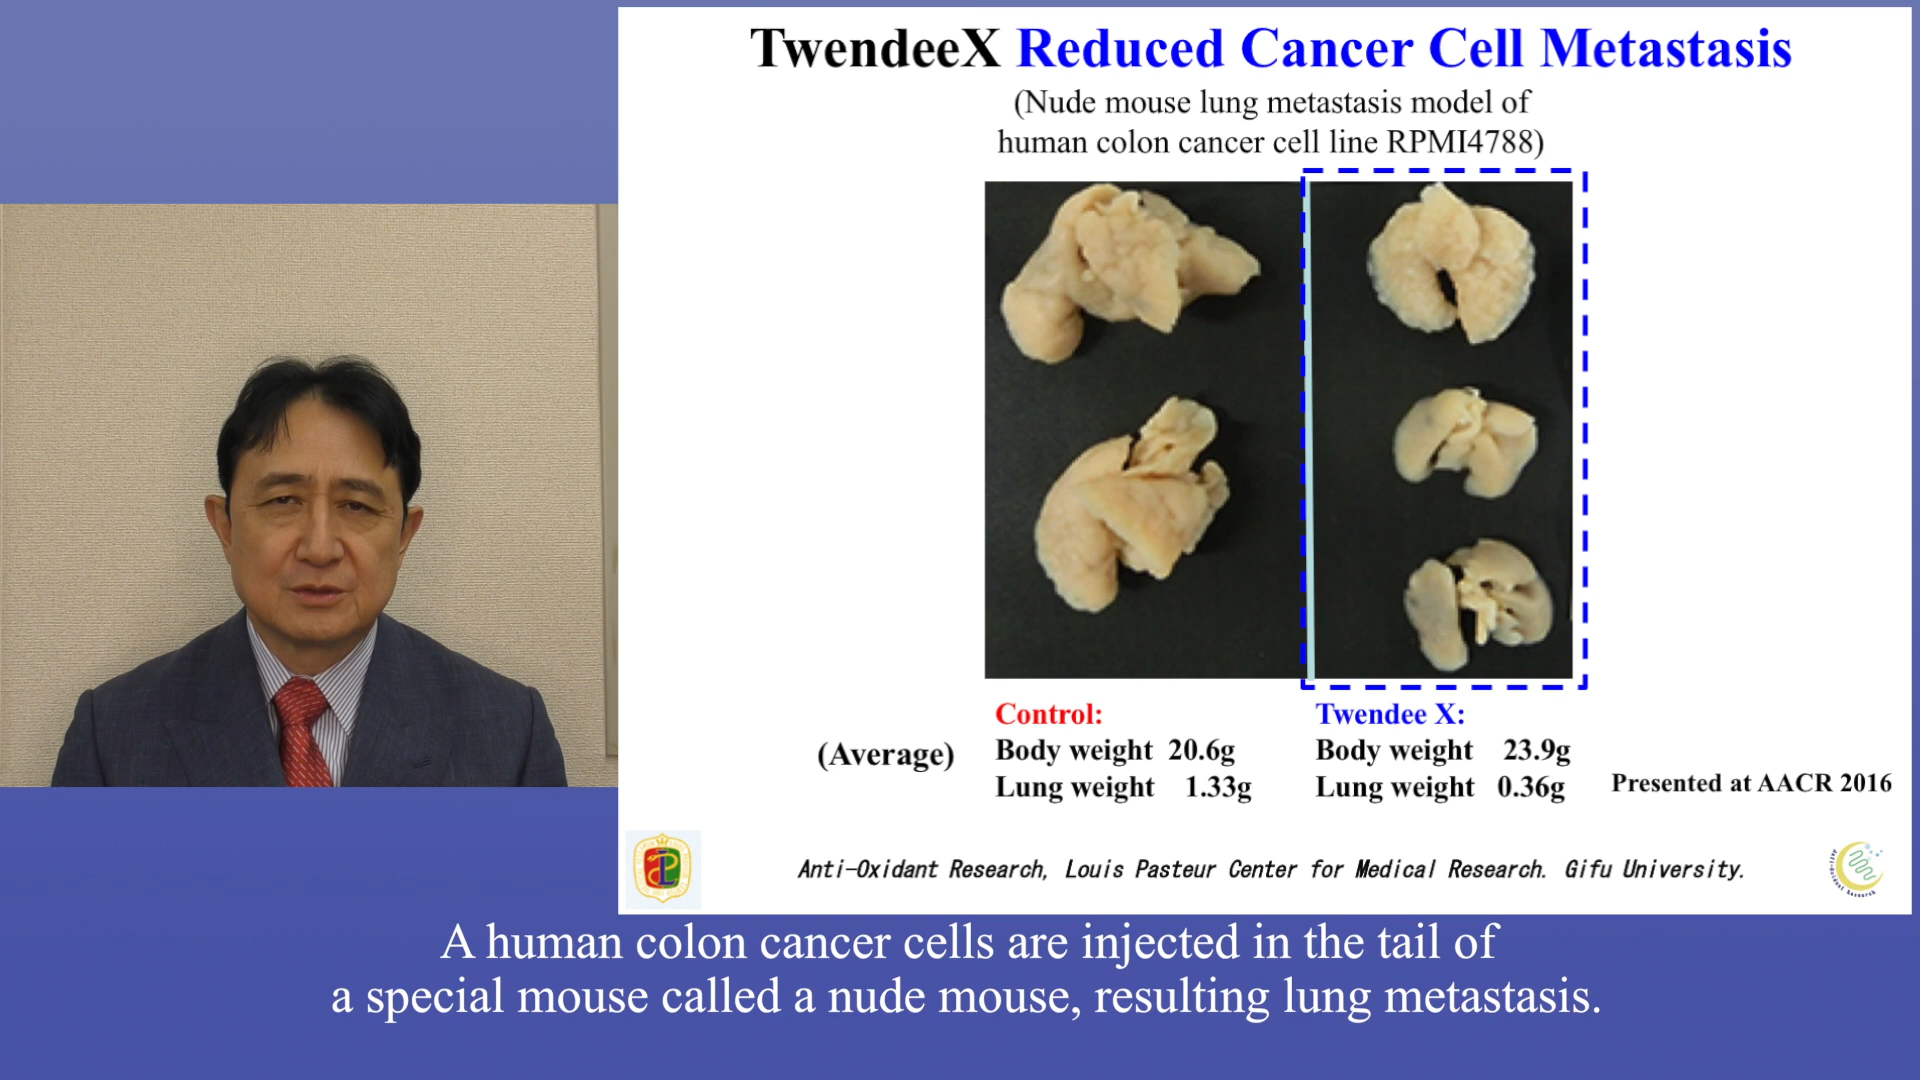 TwendeeX Reduced Cancer Cell Metastasis
(Nude mouse lung metastasis model of
human colon cancer cell line RPMI4788)
(Average)
Control:
Body weight 20.6g
Lung weight 1.33g
Twendee X:
Body weight 23.9g
Lung weight 0.36g
Presented at AACR 2016
Anti-Oxidant Research, Louis Pasteur Center for Medical Research. Gifu University.
A human colon cancer cells are injected in the tail of
a special mouse called a nude mouse, resulting lung metastasis.